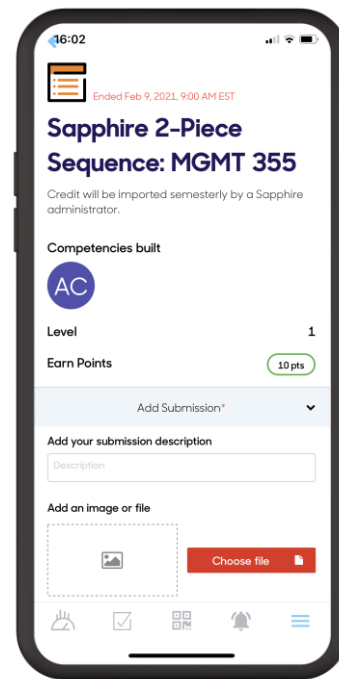 16:02
Ended Feb 9, 2021, 9:00 AM EST
Sapphire 2-Piece
Sequence: MGMT 355
Credit will be imported semesterly by a Sapphire
administrator.
Competencies built
AC
Level 1
Earn Points 10 pts
Add Submission*
Add your submission description
Description
Add an image or file
Choose file